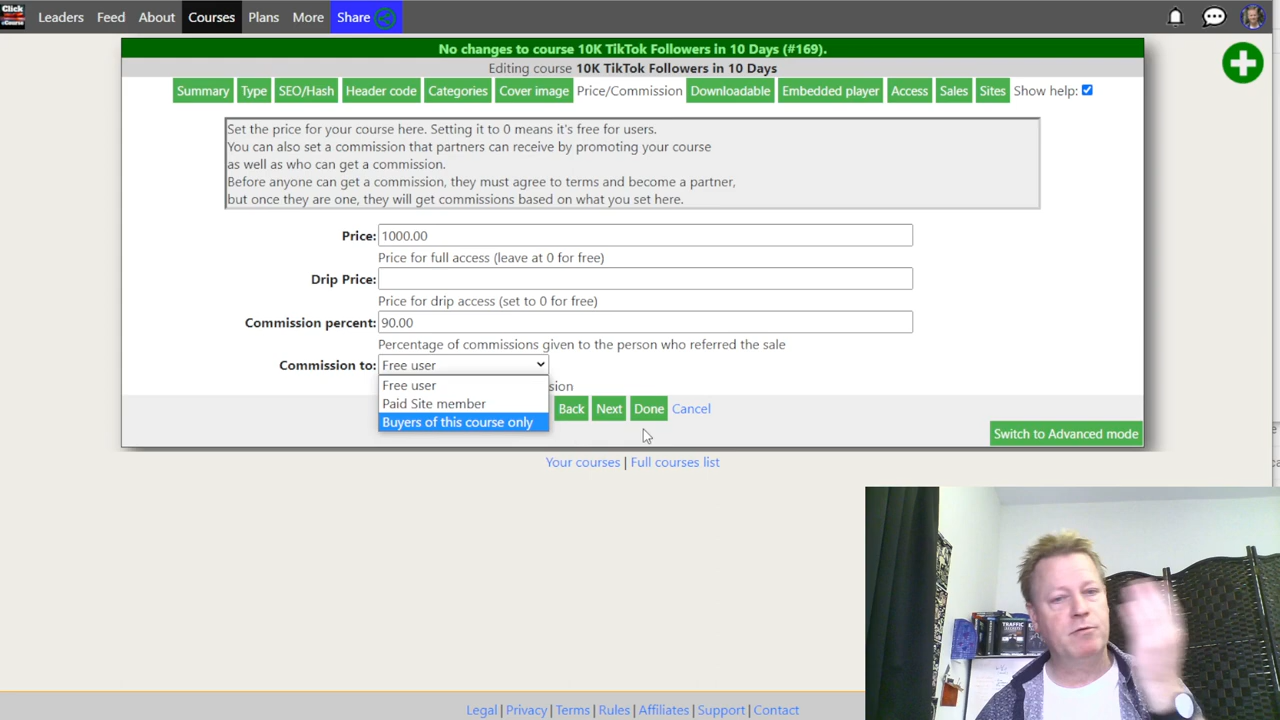 Click
eCourse
Leaders Feed About Courses Plans More Share
No changes to course 10K TikTok Followers in 10 Days (#169).
Editing course 10K TikTok Followers in 10 Days
Summary Type SEO/Hash Header code Categories Cover image Price/Commission Downloadable Embedded player Access Sales Sites Show help:
Set the price for your course here. Setting it to 0 means it's free for users.
You can also set a commission that partners can receive by promoting your course
as well as who can get a commission.
Before anyone can get a commission, they must agree to terms and become a partner,
but once they are one, they will get commissions based on what you set here.
Price: 1000.00
Price for full access (leave at 0 for free)
Drip Price:
Price for drip access (set to 0 for free)
Commission percent: 90.00
Percentage of commissions given to the person who referred the sale
Commission to: Free user
Free user
sion
Paid Site member
Buyers of this course only
Back Next Done Cancel
Switch to Advanced mode
Your courses | Full courses list
TRAFFIC
SECRETS
Legal | Privacy | Terms | Rules | Affiliates | Support | Contact